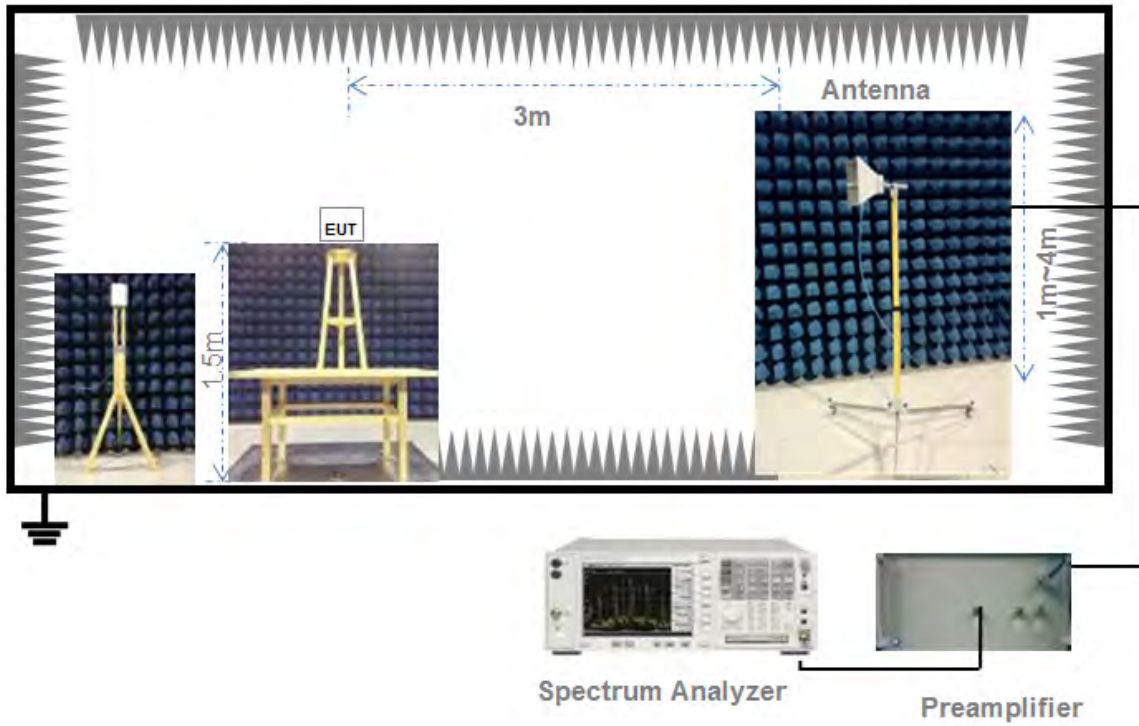 Antenna
3m
EUT
1.5m
1m~4m
Spectrum Analyzer
Preamplifier